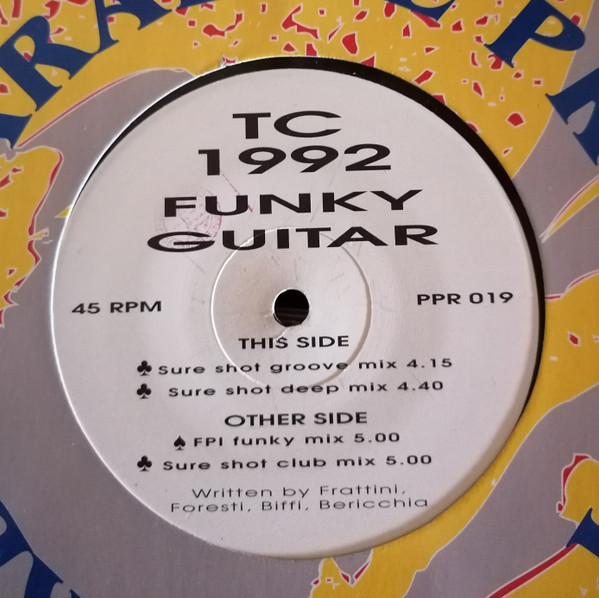 TC
1992
FUNKY
GUITAR
45 RPM
PPR 019
THIS SIDE
♣ Sure shot groove mix 4.15
♣ Sure shot deep mix 4.40
OTHER SIDE
♠ FPI funky mix 5.00
♣ Sure shot club mix 5.00
Written by Frattini,
Foresti, Biffi, Bericchia